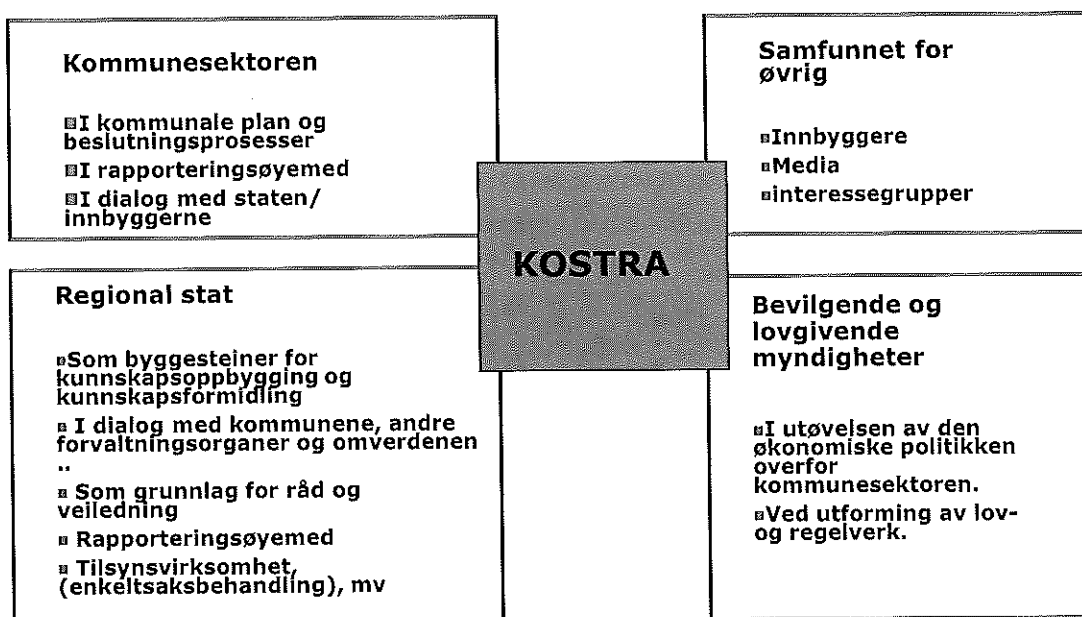 Kommunesektoren
I kommunale plan og
beslutningsprosesser
I rapporteringsøyemed
I dialog med staten/
innbyggerne
Samfunnet for
øvrig
Innbyggere
Media
interessegrupper
KOSTRA
Regional stat
Som byggesteiner for
kunnskapsoppbygging og
kunnskapsformidling
I dialog med kommunene, andre
forvaltningsorganer og omverdenen
..
Som grunnlag for råd og
veiledning
Rapporteringsøyemed
Tilsynsvirksomhet,
(enkeltsaksbehandling), mv
Bevilgende og
lovgivende
myndigheter
I utøvelsen av den
økonomiske politikken
overfor
kommunesektoren.
Ved utforming av lov-
og regelverk.